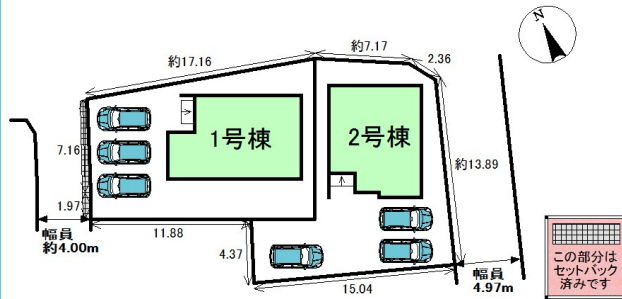 N
約7.17
2.36
約17.16
7.16
1号棟
2号棟
約13.89
1.97
幅員
約4.00m
11.88
4.37
15.04
幅員
4.97m
この部分は
セットバック
済みです